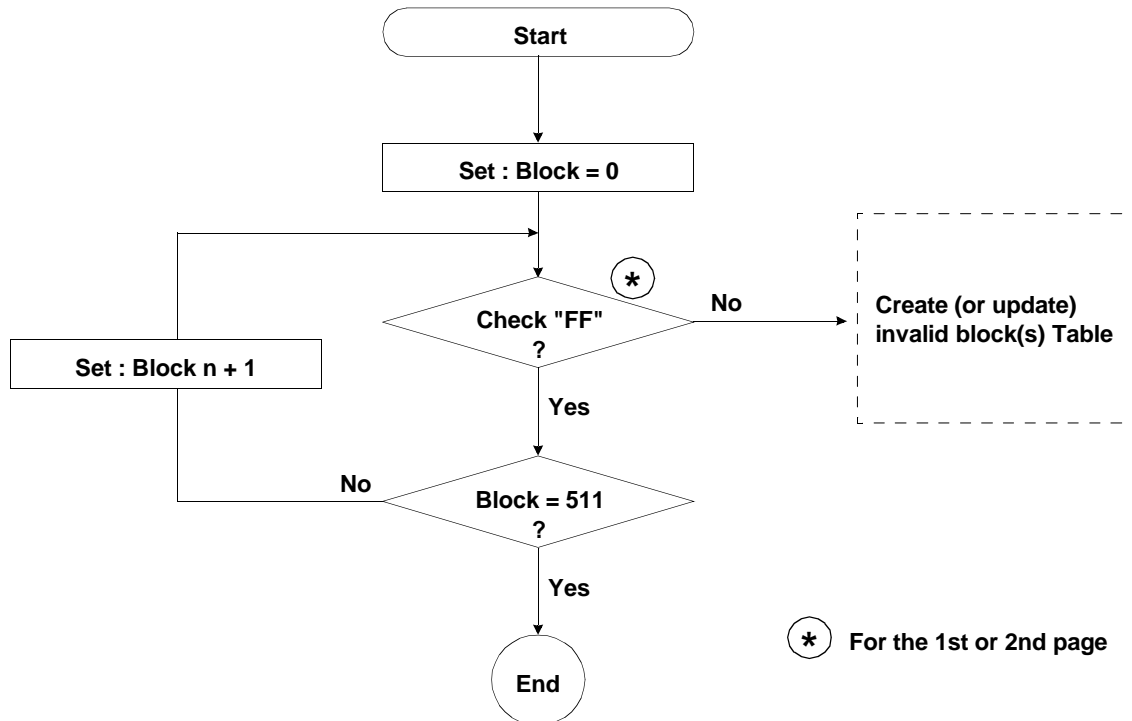 Start
Set : Block = 0
*
Check "FF"
?
No
Create (or update)
invalid block(s) Table
Set : Block n + 1
Yes
No
Block = 511
?
Yes
* For the 1st or 2nd page
End